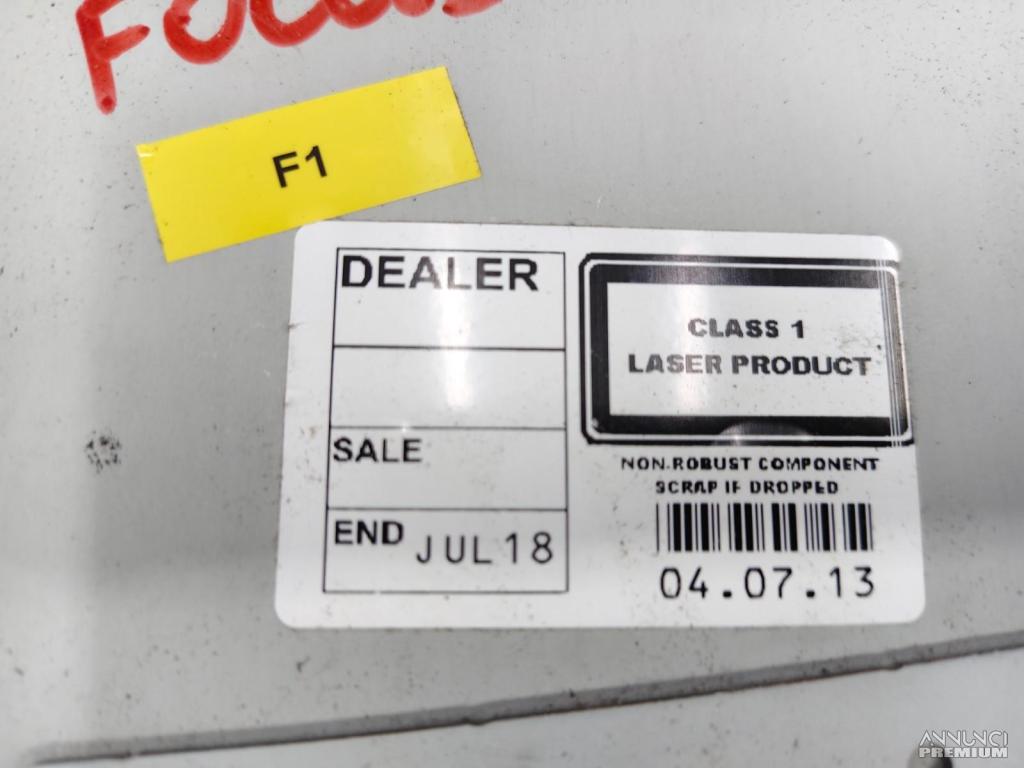 FOCUS
F1
DEALER
SALE
END JUL 18
CLASS 1
LASER PRODUCT
NON-ROBUST COMPONENT
SCRAP IF DROPPED
04.07.13
ANNUNCI
PREMIUM